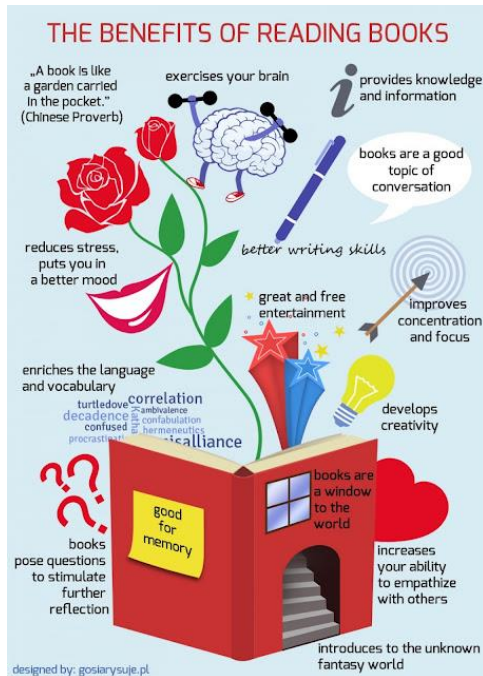 THE BENEFITS OF READING BOOKS
„A book is like
a garden carried
in the pocket.”
(Chinese Proverb)
exercises your brain
provides knowledge
and information
books are a good
topic of
conversation
reduces stress,
puts you in
a better mood
better writing skills
great and free
entertainment
improves
concentration
and focus
enriches the language
and vocabulary
correlation
turtledove
ambivalence
decadence
Katha
confabulation
confused
hermeneutics
develops
creativity
books are
a window
to the
world
good
for
memory
books
pose questions
to stimulate
further
reflection
increases
your ability
to empathize
with others
introduces to the unknown
fantasy world
designed by: gosiarysuje.pl